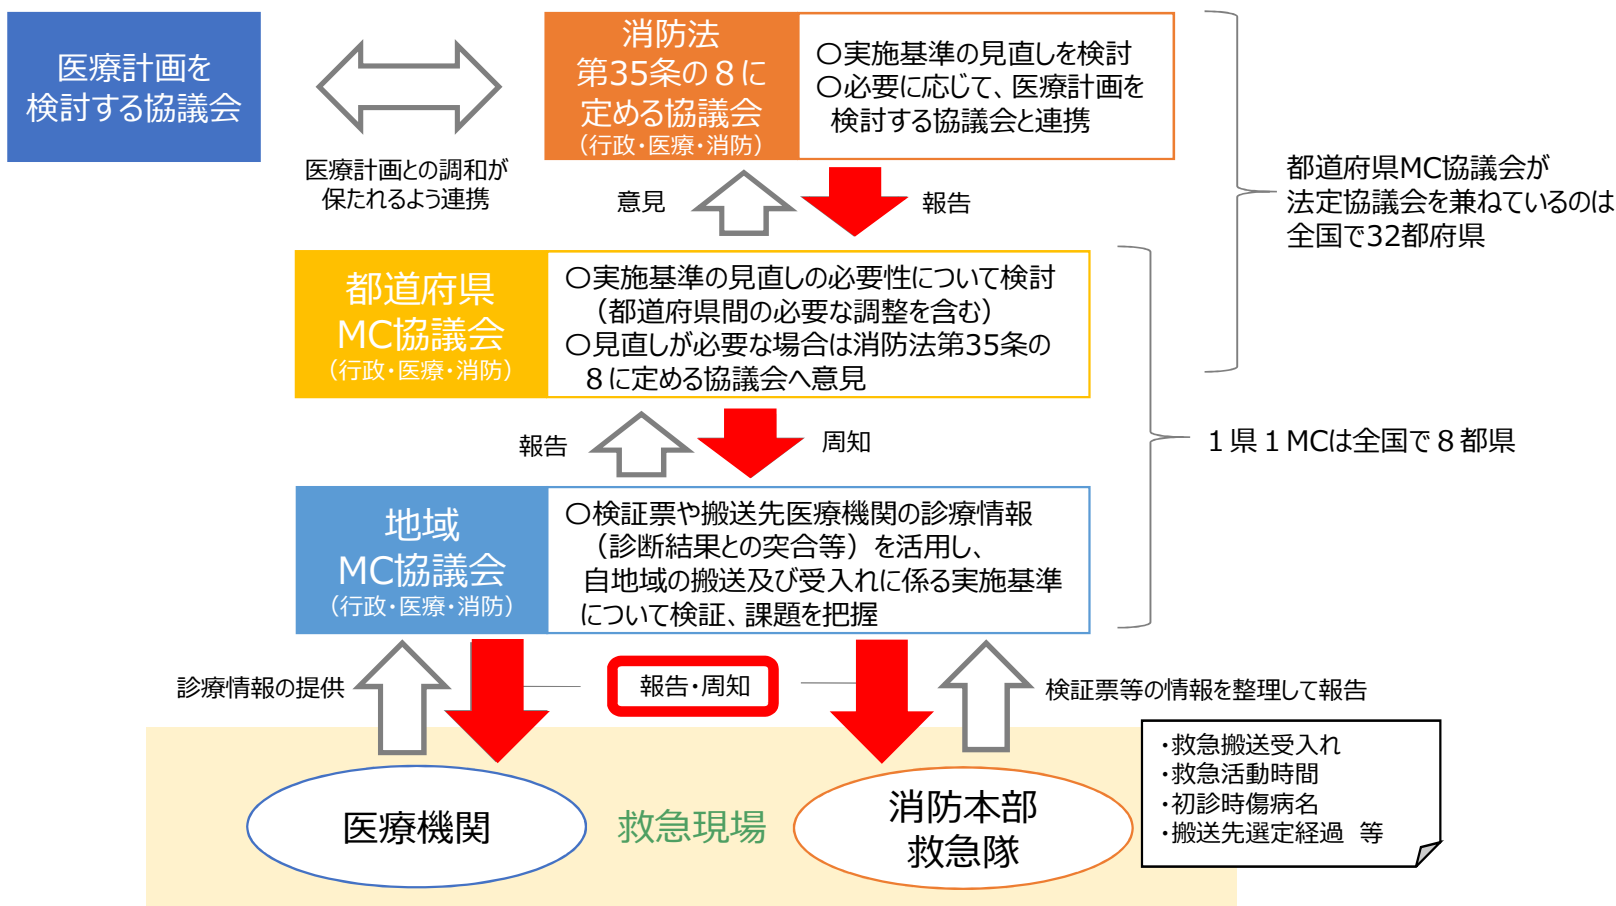 医療計画を
検討する協議会
医療計画との調和が
保たれるよう連携
消防法
第35条の８に
定める協議会
（行政・医療・消防）
〇実施基準の見直しを検討
〇必要に応じて、医療計画を
検討する協議会と連携
意見
報告
都道府県MC協議会が
法定協議会を兼ねているのは
全国で32都府県
都道府県
MC協議会
（行政・医療・消防）
〇実施基準の見直しの必要性について検討
（都道府県間の必要な調整を含む）
〇見直しが必要な場合は消防法第35条の
８に定める協議会へ意見
報告
周知
１県１MCは全国で８都県
地域
MC協議会
（行政・医療・消防）
〇検証票や搬送先医療機関の診療情報
（診断結果との突合等）を活用し、
自地域の搬送及び受入れに係る実施基準
について検証、課題を把握
診療情報の提供
報告・周知
検証票等の情報を整理して報告
医療機関
救急現場
消防本部
救急隊
・救急搬送受入れ
・救急活動時間
・初診時傷病名
・搬送先選定経過　等